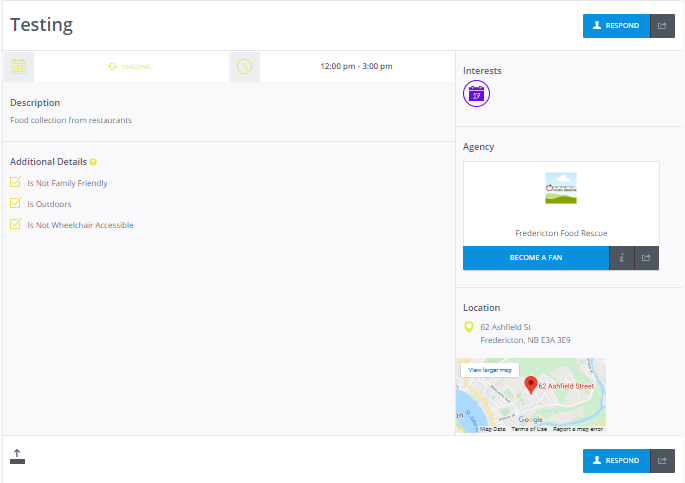 Testing
RESPOND
ONGOING
12:00 pm - 3:00 pm
Description
Food collection from restaurants
Additional Details ?
Is Not Family Friendly
Is Outdoors
Is Not Wheelchair Accessible
Interests
Agency
FOOD RESCUE
Fredericton Food Rescue
BECOME A FAN
i
Location
62 Ashfield St
Fredericton, NB E3A 3E9
View larger map
62 Ashfield Street
on
Google
Map Data Terms of Use Report a map error
RESPOND